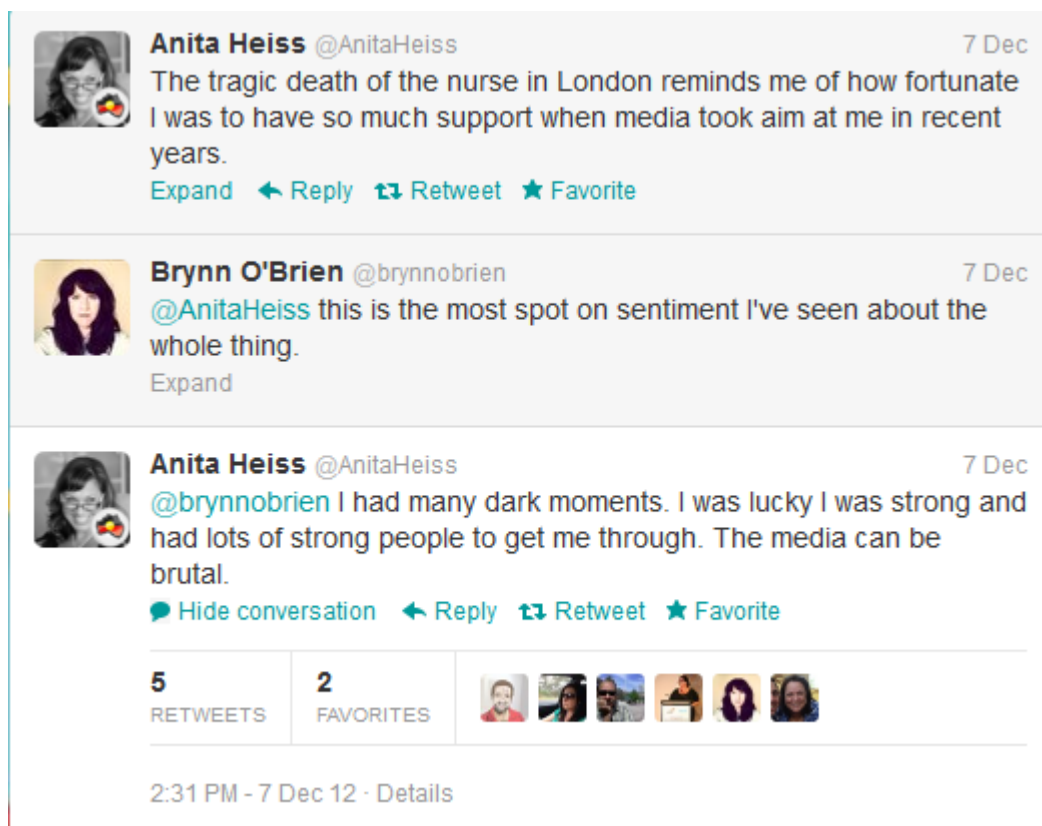 Anita Heiss @AnitaHeiss 7 Dec
The tragic death of the nurse in London reminds me of how fortunate
I was to have so much support when media took aim at me in recent
years.
Expand Reply Retweet Favorite
Brynn O'Brien @brynnobrien 7 Dec
@AnitaHeiss this is the most spot on sentiment I've seen about the
whole thing.
Expand
Anita Heiss @AnitaHeiss 7 Dec
@brynnobrien I had many dark moments. I was lucky I was strong and
had lots of strong people to get me through. The media can be
brutal.
Hide conversation Reply Retweet Favorite
5 2
RETWEETS FAVORITES
2:31 PM - 7 Dec 12 · Details